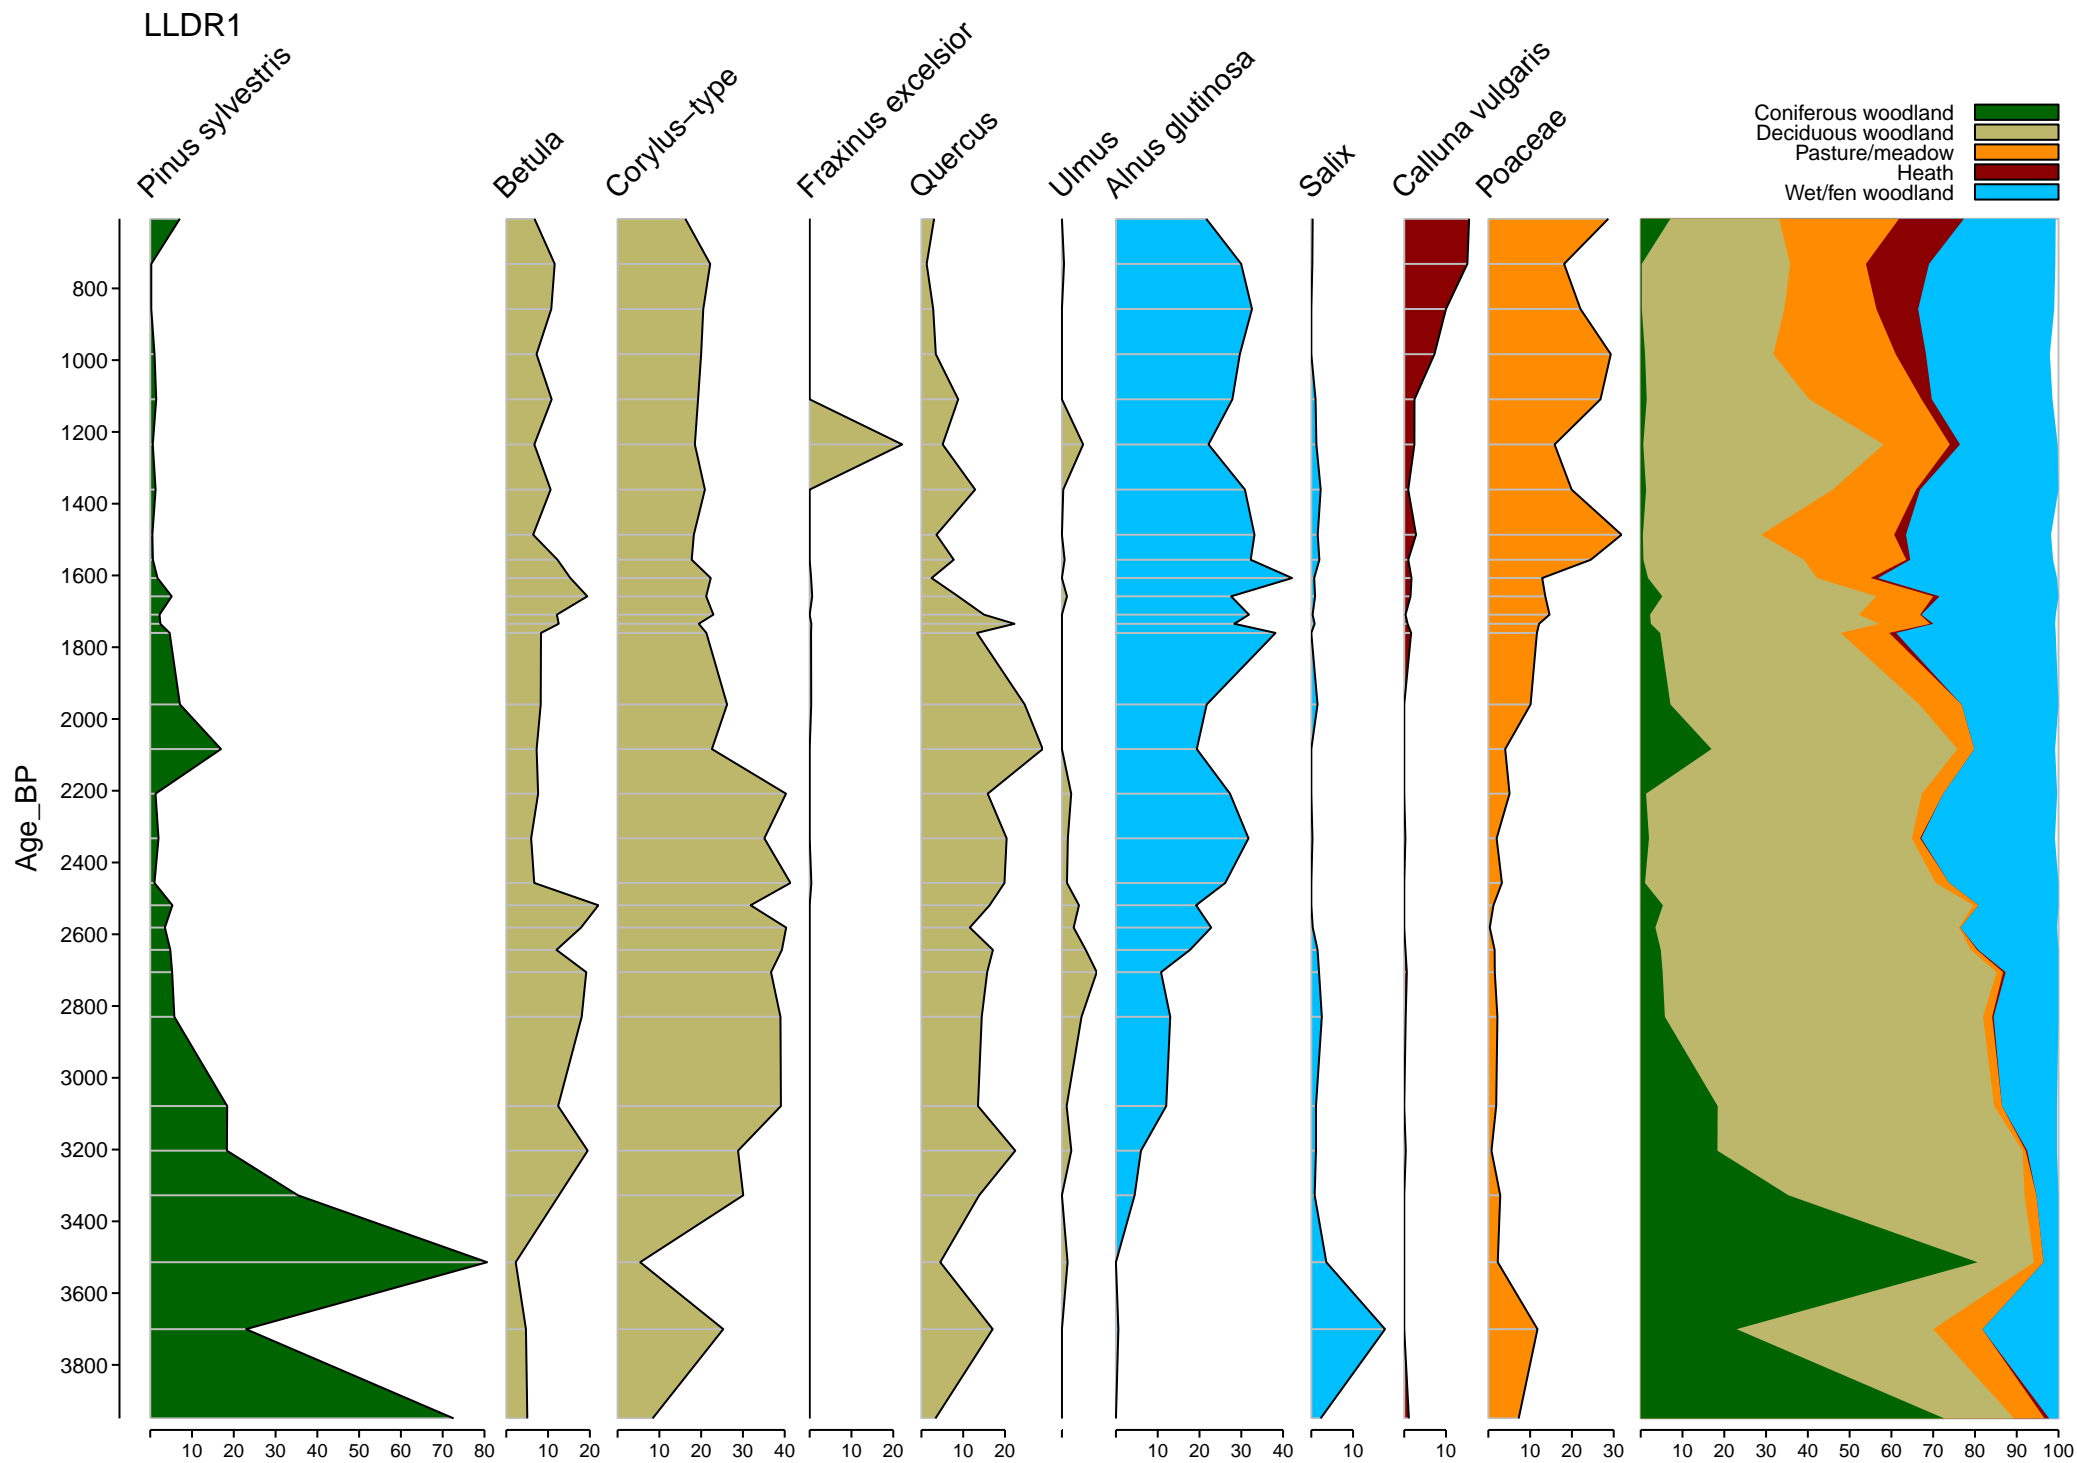 LLDR1
Pinus sylvestris
Betula
Corylus−type
Fraxinus excelsior
Quercus
Ulmus
Alnus glutinosa
Salix
Calluna vulgaris
Poaceae
Coniferous woodland
Deciduous woodland
Pasture/meadow
Heath
Wet/fen woodland
Age_BP
800
1000
1200
1400
1600
1800
2000
2200
2400
2600
2800
3000
3200
3400
3600
3800
10 20 30 40 50 60 70 80 10 20 10 20 30 40 10 20 10 20 10 20 30 40 10 10 10 20 30 10 20 30 40 50 60 70 80 90 100